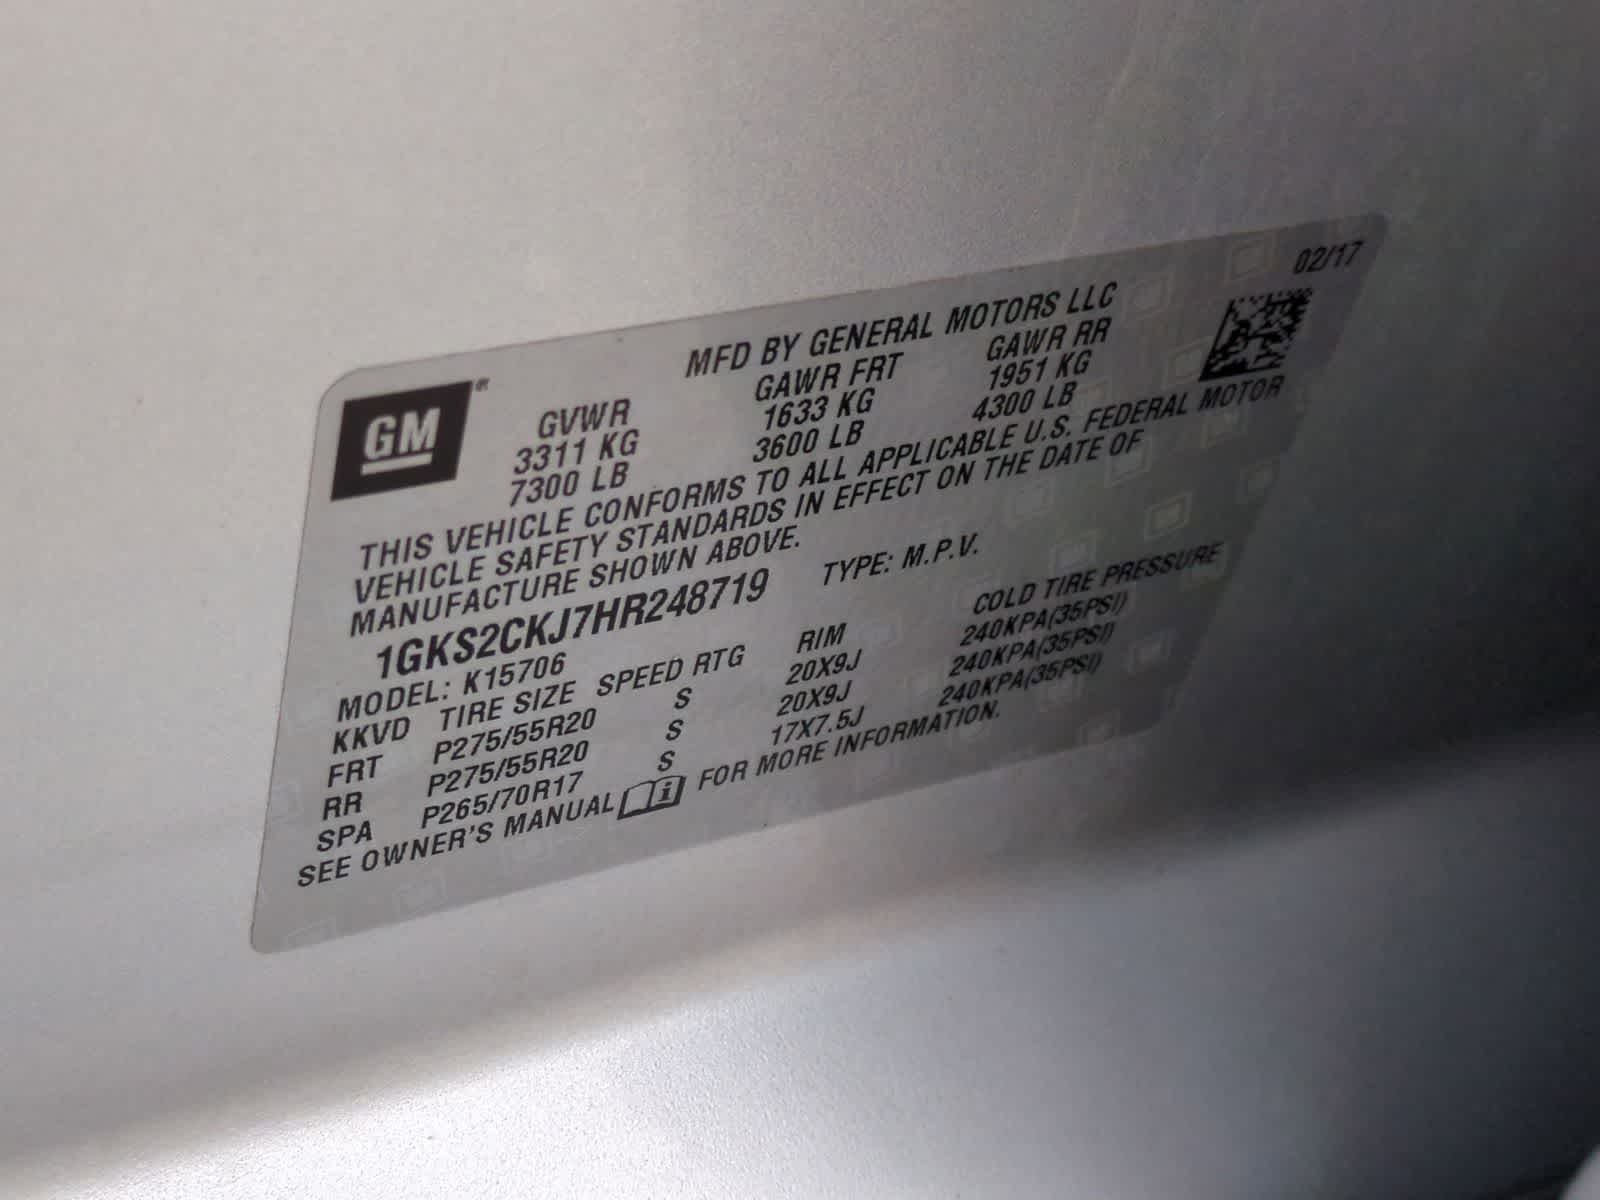 02/17
MFD BY GENERAL MOTORS LLC
GM®
GVWR GAWR FRT GAWR RR
3311 KG 1633 KG 1951 KG
7300 LB 3600 LB 4300 LB
THIS VEHICLE CONFORMS TO ALL APPLICABLE U.S. FEDERAL MOTOR
VEHICLE SAFETY STANDARDS IN EFFECT ON THE DATE OF
MANUFACTURE SHOWN ABOVE.
1GKS2CKJ7HR248719 TYPE: M.P.V.
MODEL: K15706
KKVD TIRE SIZE SPEED RTG RIM COLD TIRE PRESSURE
FRT P275/55R20 S 20X9J 240KPA(35PSI)
RR P275/55R20 S 20X9J 240KPA(35PSI)
SPA P265/70R17 S 17X7.5J 240KPA(35PSI)
SEE OWNER'S MANUAL FOR MORE INFORMATION.